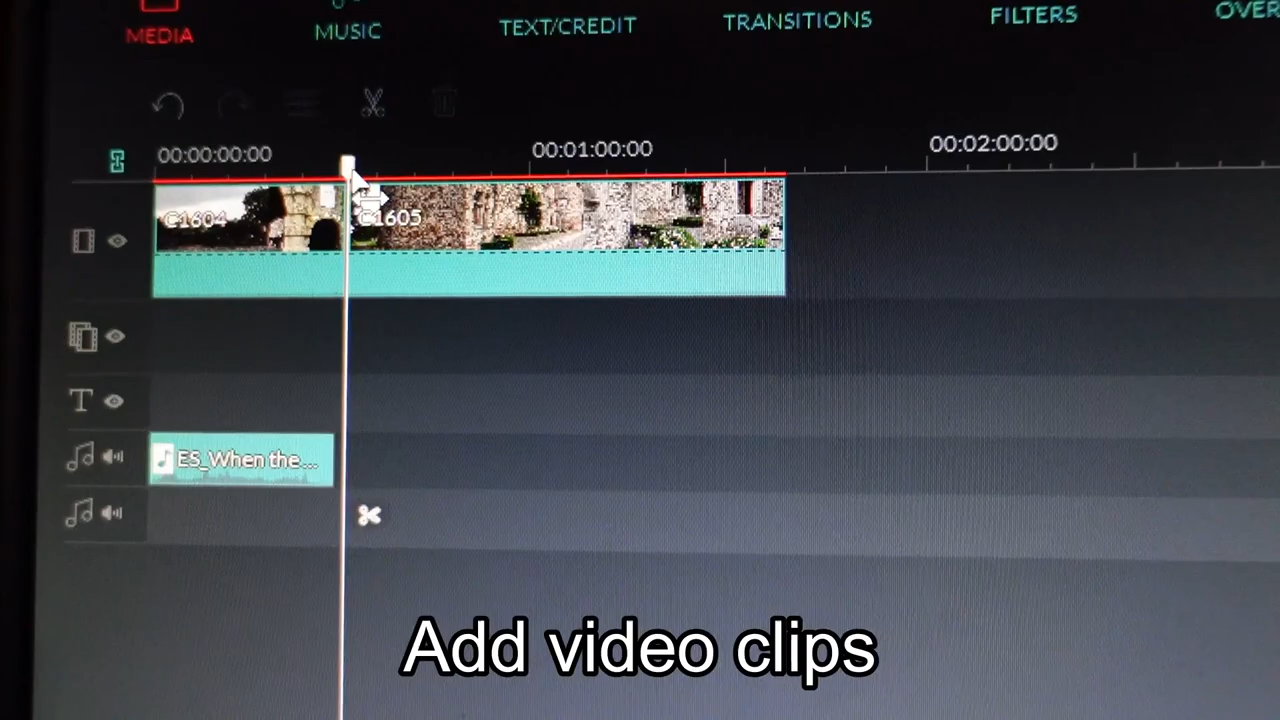 MEDIA
MUSIC
TEXT/CREDIT
TRANSITIONS
FILTERS
OVER
00:00:00:00
00:01:00:00
00:02:00:00
C1604
C1605
T
ES_When the...
Add video clips